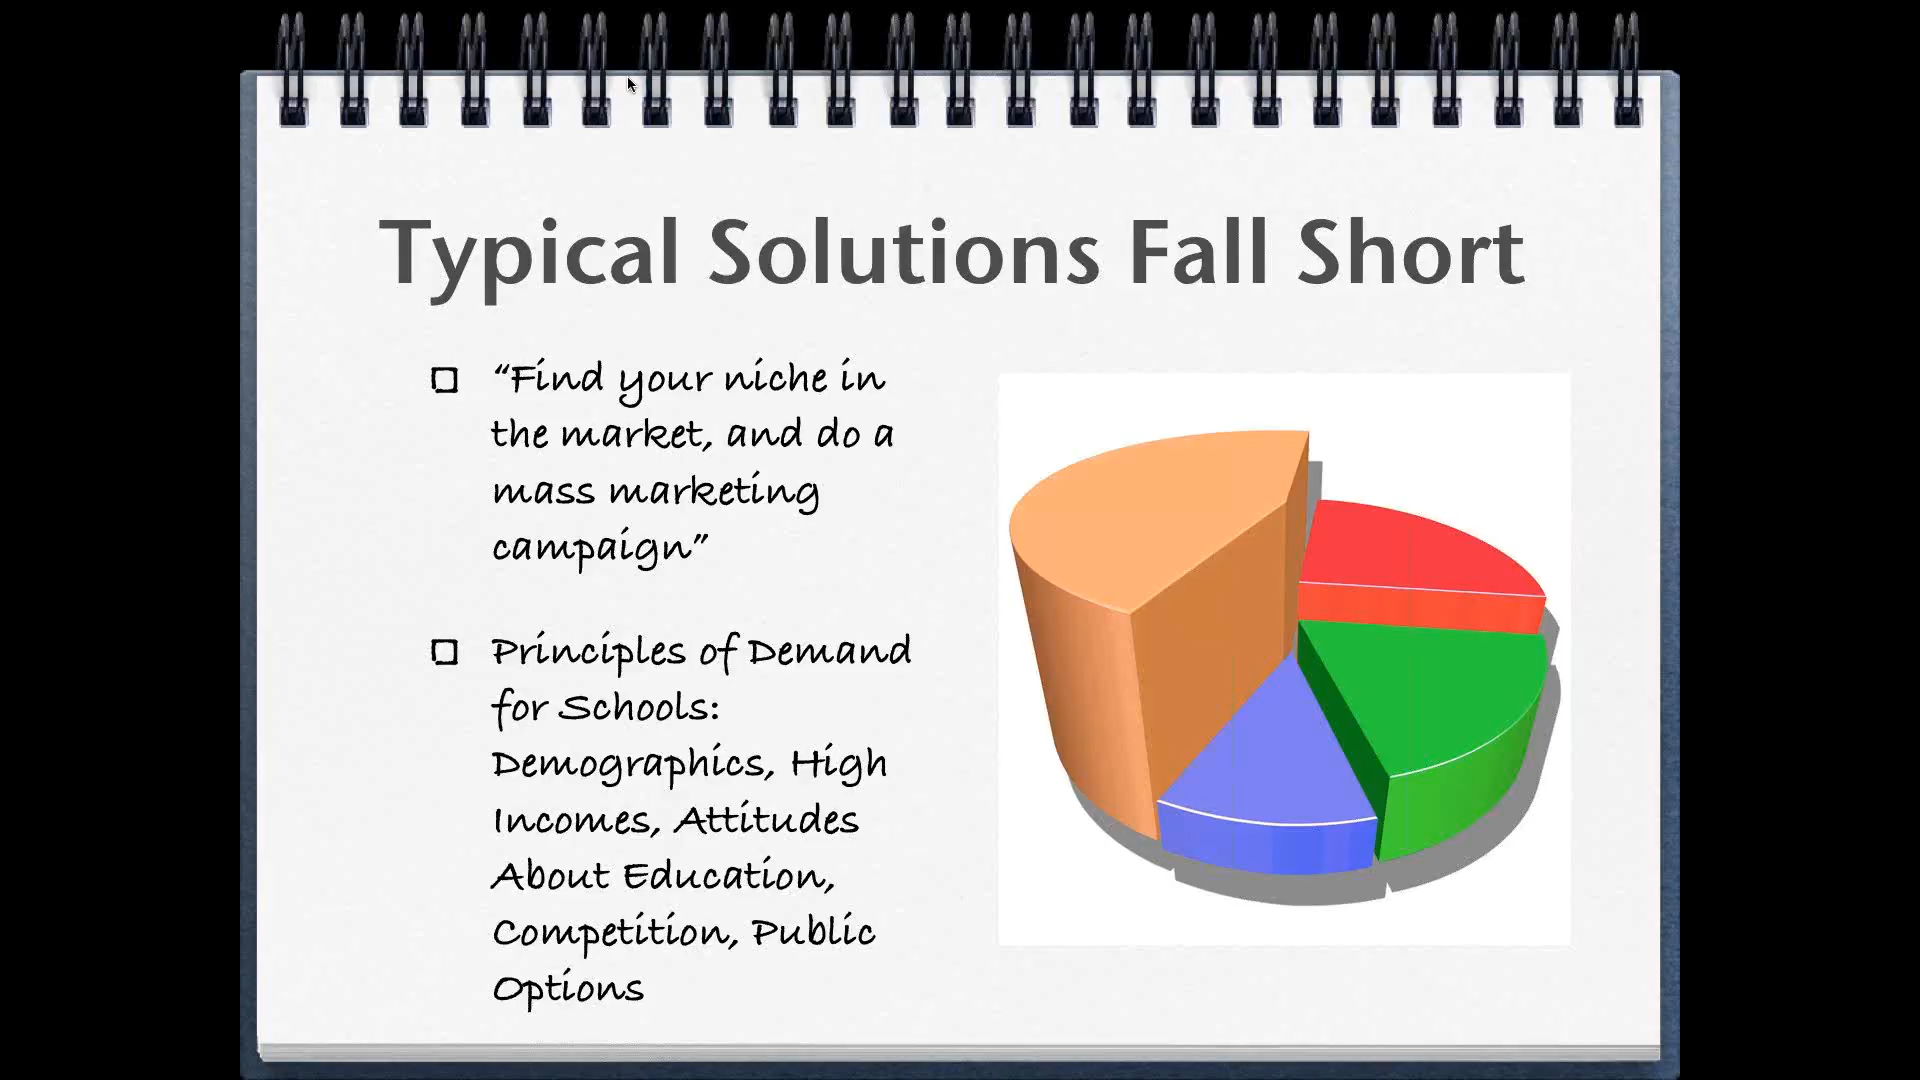 Typical Solutions Fall Short
“Find your niche in
the market, and do a
mass marketing
campaign”
Principles of Demand
for Schools:
Demographics, High
Incomes, Attitudes
About Education,
Competition, Public
Options